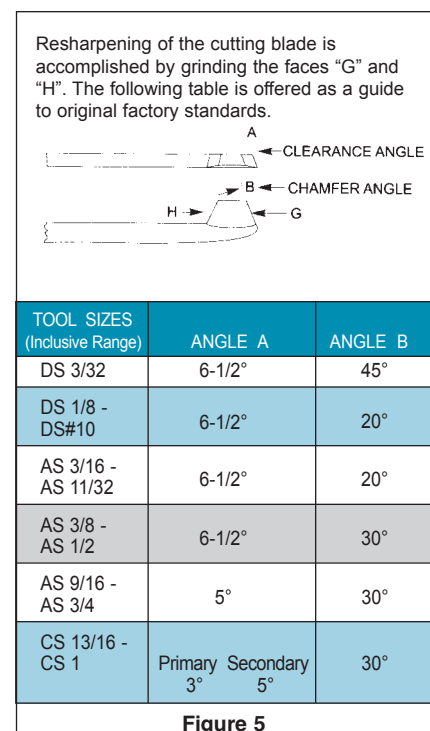 Resharpening of the cutting blade is
accomplished by grinding the faces “G” and
“H”. The following table is offered as a guide
to original factory standards.
A
CLEARANCE ANGLE
B CHAMFER ANGLE
H G
TOOL SIZES
(Inclusive Range) ANGLE A ANGLE B
DS 3/32 6-1/2° 45°
DS 1/8 -
DS#10 6-1/2° 20°
AS 3/16 -
AS 11/32 6-1/2° 20°
AS 3/8 -
AS 1/2 6-1/2° 30°
AS 9/16 -
AS 3/4 5° 30°
CS 13/16 -
CS 1 Primary Secondary 30°
3° 5°
Figure 5